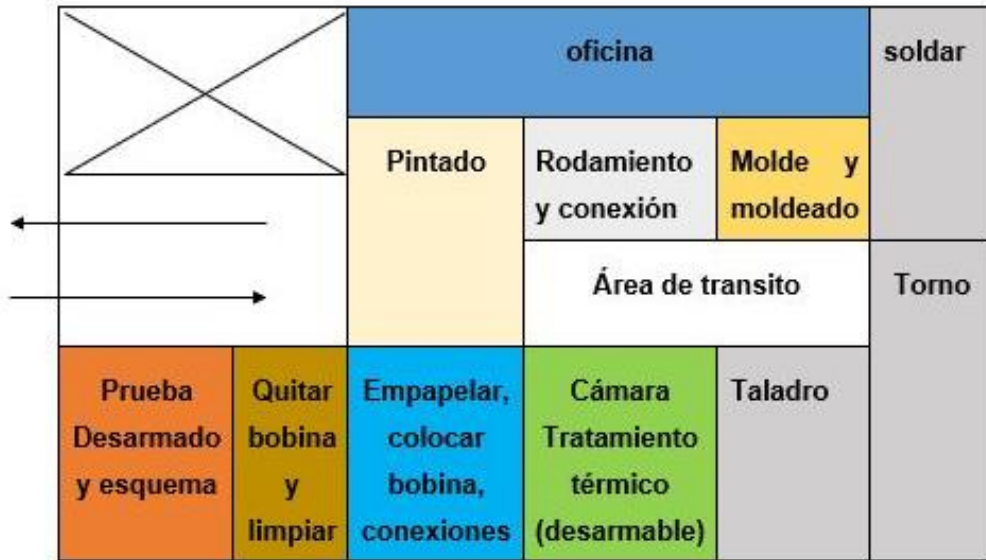 oficina
soldar
Pintado
Rodamiento
y conexión
Molde y
moldeado
Área de transito
Torno
Prueba
Desarmado
y esquema
Quitar
bobina
y
limpiar
Empapelar,
colocar
bobina,
conexiones
Cámara
Tratamiento
térmico
(desarmable)
Taladro